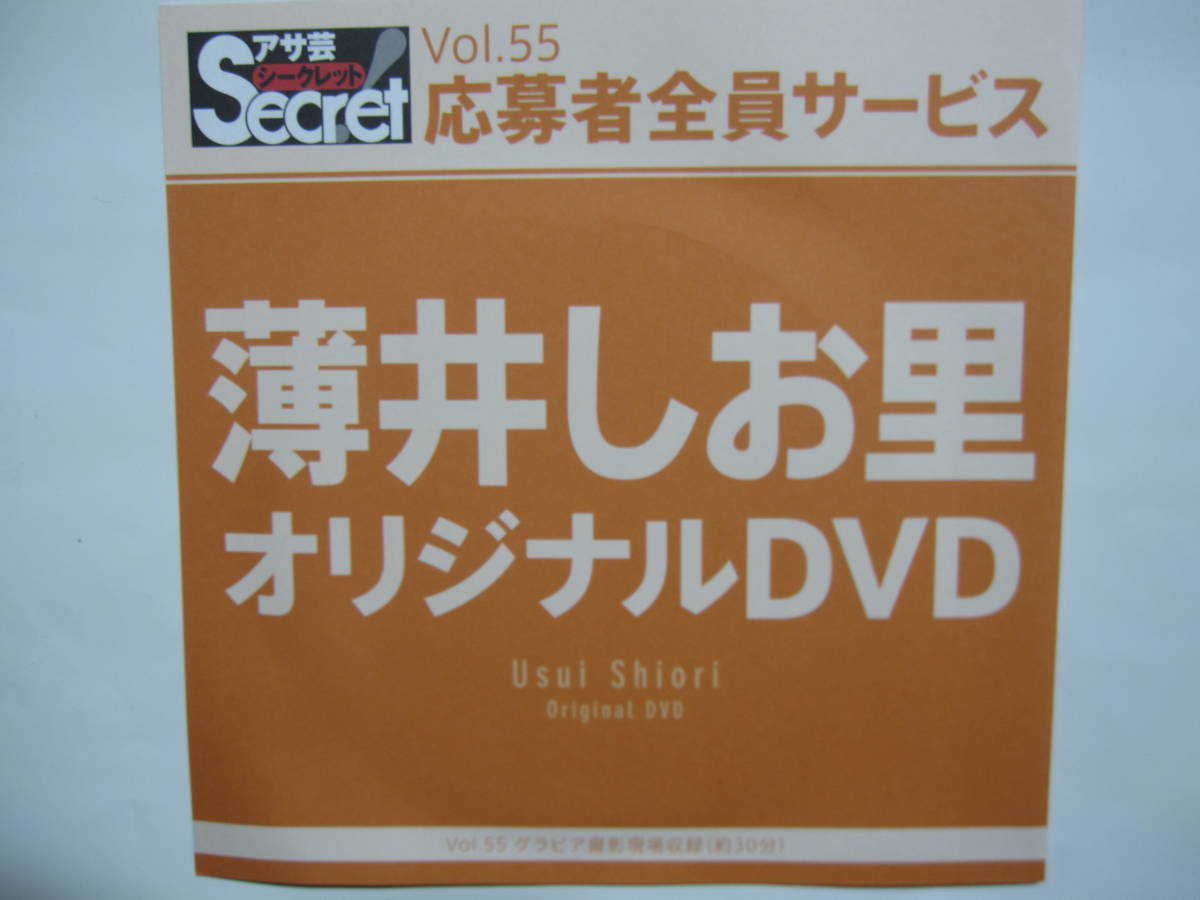 アサ芸
シークレット
Secret!
Vol.55
応募者全員サービス
薄井しお里
オリジナルDVD
Usui Shiori
Original DVD
Vol.55 グラビア撮影現場収録(約30分)